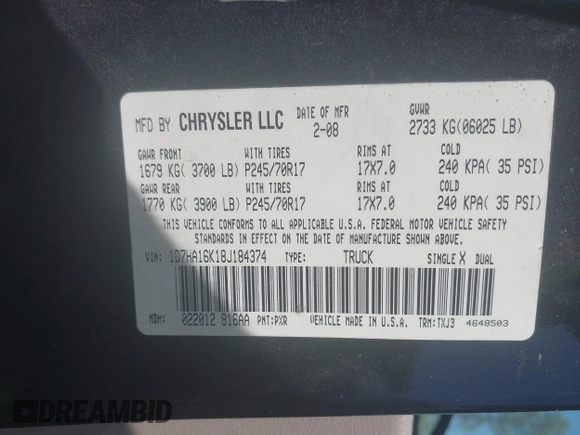 MFD BY CHRYSLER LLC DATE OF MFR 2-08 GVWR 2733 KG(06025 LB)
GAWR FRONT WITH TIRES RIMS AT COLD
1679 KG( 3700 LB) P245/70R17 17X7.0 240 KPA( 35 PSI)
GAWR REAR WITH TIRES RIMS AT COLD
1770 KG( 3900 LB) P245/70R17 17X7.0 240 KPA( 35 PSI)
THIS VEHICLE CONFORMS TO ALL APPLICABLE U.S.A. FEDERAL MOTOR VEHICLE SAFETY
STANDARDS IN EFFECT ON THE DATE OF MANUFACTURE SHOWN ABOVE.
VIN: 1D7HA16K18J184374 TYPE: TRUCK SINGLE X DUAL
MDH: 022012 816AA PNT:PXR VEHICLE MADE IN U.S.A. TRM:TXJ3 4648503
DREAMBID